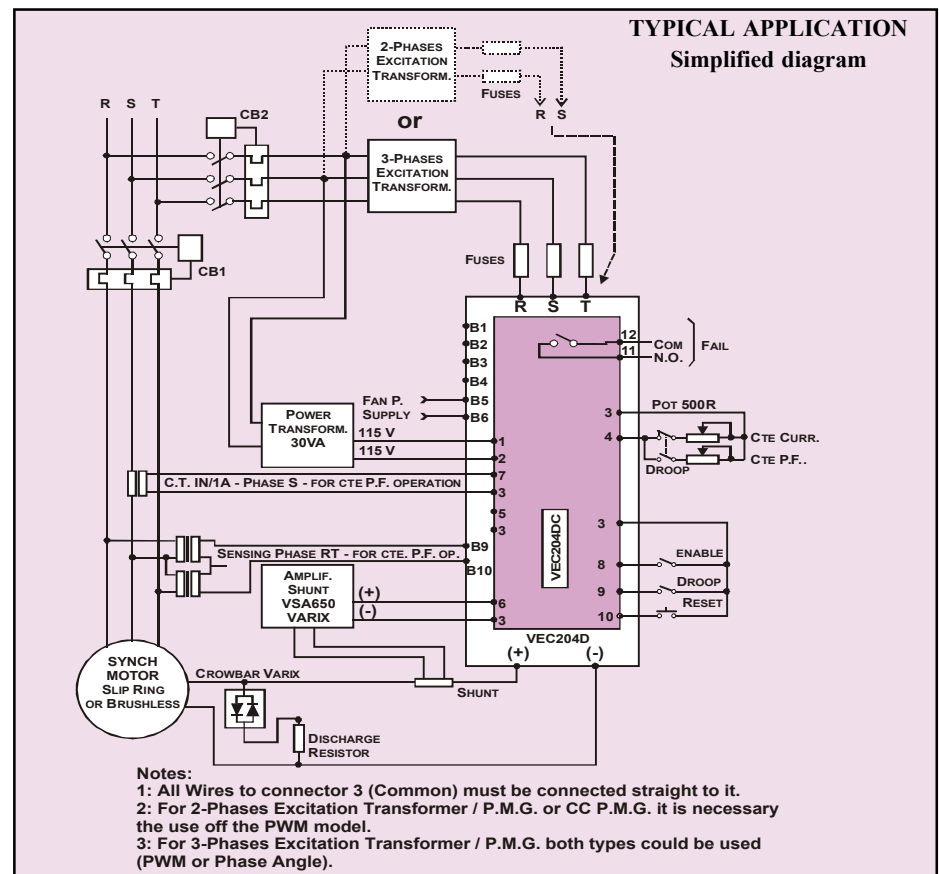 TYPICAL APPLICATION
Simplified diagram
2-PHASES
EXCITATION
TRANSFORM.
FUSES
R S
or
R S T
CB2
3-PHASES
EXCITATION
TRANSFORM.
CB1
FUSES
R S T
B1
B2
B3
B4
B5
B6
FAN P.
SUPPLY
12
11
COM
N.O.
FAIL
POWER
TRANSFORM.
30VA
115 V
115 V
1
2
7
3
5
3
C.T. IN/1A - PHASE S - FOR CTE P.F. OPERATION
3
4
POT 500R
CTE CURR.
CTE P.F..
DROOP
SENSING PHASE RT - FOR CTE. P.F. OP.
B9
B10
VEC204DC
3
8
9
10
ENABLE
DROOP
RESET
AMPLIF.
SHUNT
VSA650
VARIX
(+)
(-)
6
3
VEC204D
(+) (-)
SYNCH
MOTOR
SLIP RING
OR BRUSHLESS
CROWBAR VARIX
SHUNT
DISCHARGE
RESISTOR
Notes:
1: All Wires to connector 3 (Common) must be connected straight to it.
2: For 2-Phases Excitation Transformer / P.M.G. or CC P.M.G. it is necessary
the use off the PWM model.
3: For 3-Phases Excitation Transformer / P.M.G. both types could be used
(PWM or Phase Angle).